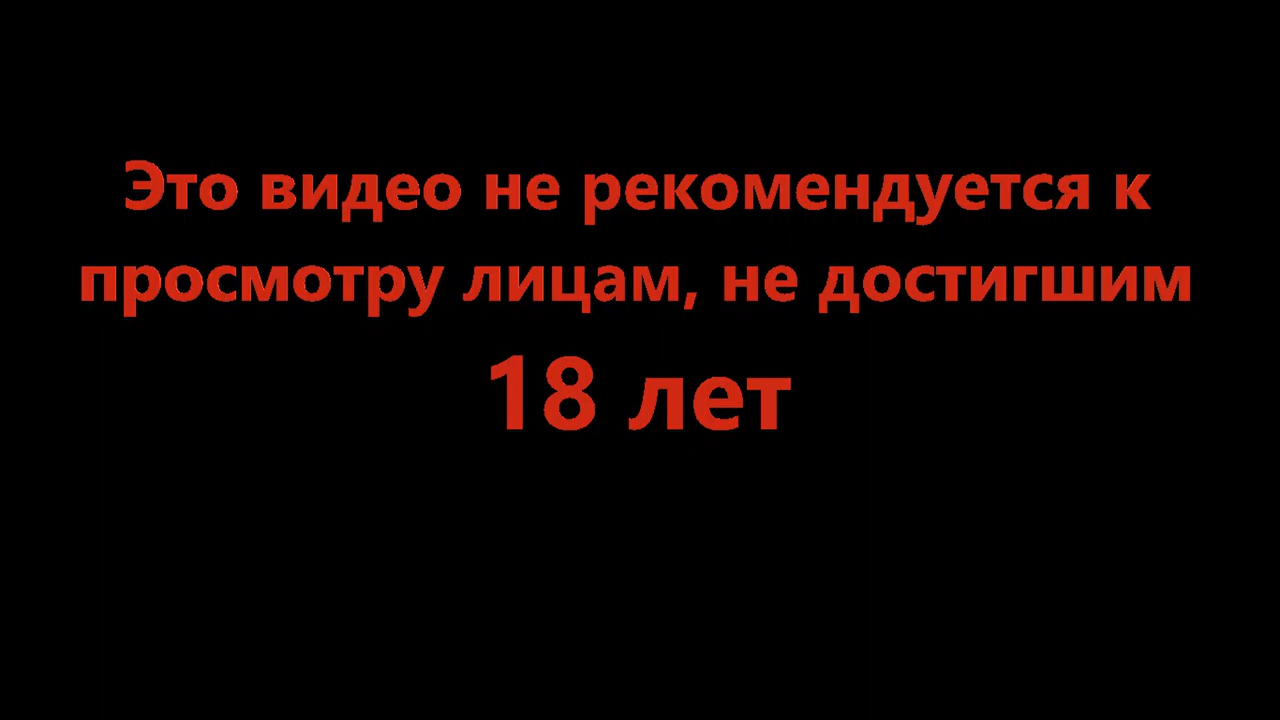 Это видео не рекомендуется к
просмотру лицам, не достигшим
18 лет